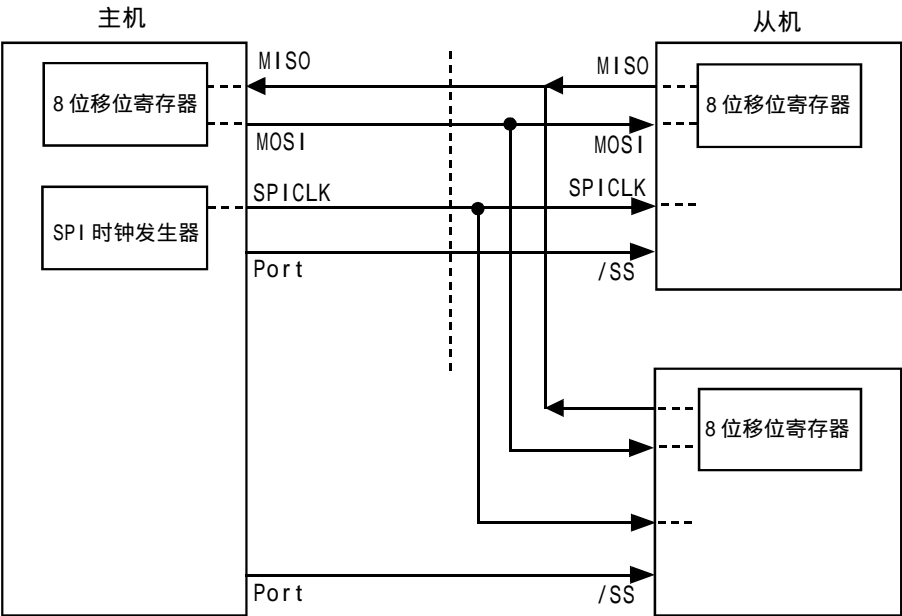 主机
从机
MISO
MISO
8位移位寄存器
8位移位寄存器
MOSI
MOSI
SPICLK
SPICLK
SPI时钟发生器
Port
/SS
8位移位寄存器
Port
/SS